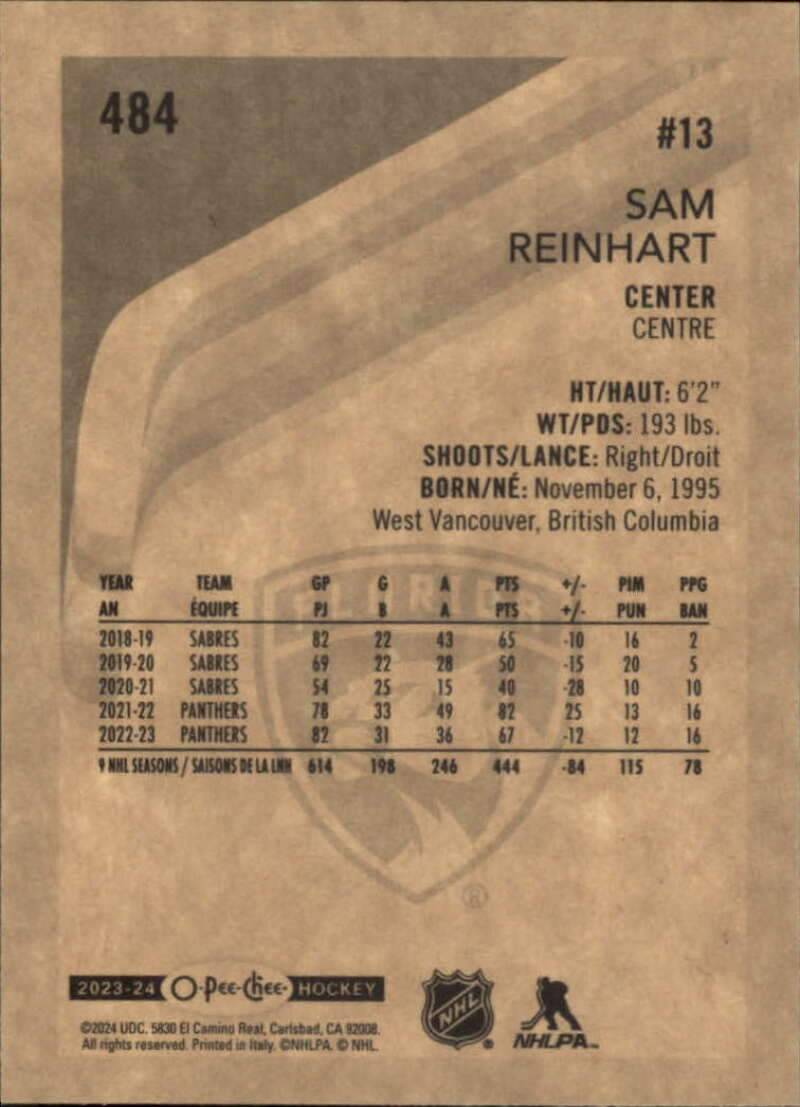 484
#13
SAM
REINHART
CENTER
CENTRE
HT/HAUT: 6'2"
WT/PDS: 193 lbs.
SHOOTS/LANCE: Right/Droit
BORN/NÉ: November 6, 1995
West Vancouver, British Columbia
YEAR TEAM GP G A PTS +/- PIM PPG
AN ÉQUIPE PJ B A PTS +/- PUN BAN
2018-19 SABRES 82 22 43 65 -10 16 2
2019-20 SABRES 69 22 28 50 -15 20 5
2020-21 SABRES 54 25 15 40 -28 10 10
2021-22 PANTHERS 78 33 49 82 25 13 16
2022-23 PANTHERS 82 31 36 67 -12 12 16
9 NHL SEASONS / SAISONS DE LA LNH 614 198 246 444 -84 115 78
®
2023-24 O-Pee-Chee HOCKEY
NHL
NHLPA
©2024 UDC. 5830 El Camino Real, Carlsbad, CA 92008.
All rights reserved. Printed in Italy. ©NHLPA. © NHL.